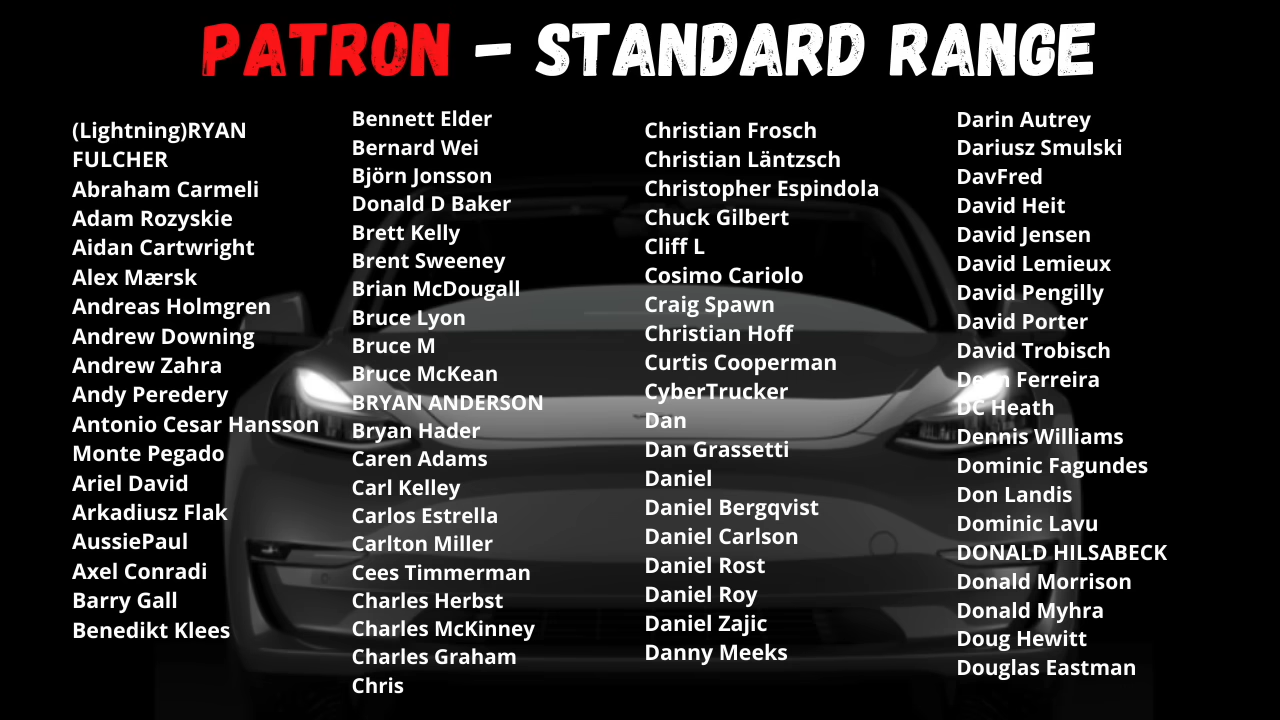 PATRON - STANDARD RANGE
(Lightning)RYAN
FULCHER
Abraham Carmeli
Adam Rozyskie
Aidan Cartwright
Alex Mærsk
Andreas Holmgren
Andrew Downing
Andrew Zahra
Andy Peredery
Antonio Cesar Hansson
Monte Pegado
Ariel David
Arkadiusz Flak
AussiePaul
Axel Conradi
Barry Gall
Benedikt Klees
Bennett Elder
Bernard Wei
Björn Jonsson
Donald D Baker
Brett Kelly
Brent Sweeney
Brian McDougall
Bruce Lyon
Bruce M
Bruce McKean
BRYAN ANDERSON
Bryan Hader
Caren Adams
Carl Kelley
Carlos Estrella
Carlton Miller
Cees Timmerman
Charles Herbst
Charles McKinney
Charles Graham
Chris
Christian Frosch
Christian Läntzsch
Christopher Espindola
Chuck Gilbert
Cliff L
Cosimo Cariolo
Craig Spawn
Christian Hoff
Curtis Cooperman
CyberTrucker
Dan
Dan Grassetti
Daniel
Daniel Bergqvist
Daniel Carlson
Daniel Rost
Daniel Roy
Daniel Zajic
Danny Meeks
Darin Autrey
Dariusz Smulski
DavFred
David Heit
David Jensen
David Lemieux
David Pengilly
David Porter
David Trobisch
Ferreira
DC Heath
Dennis Williams
Dominic Fagundes
Don Landis
Dominic Lavu
DONALD HILSABECK
Donald Morrison
Donald Myhra
Doug Hewitt
Douglas Eastman